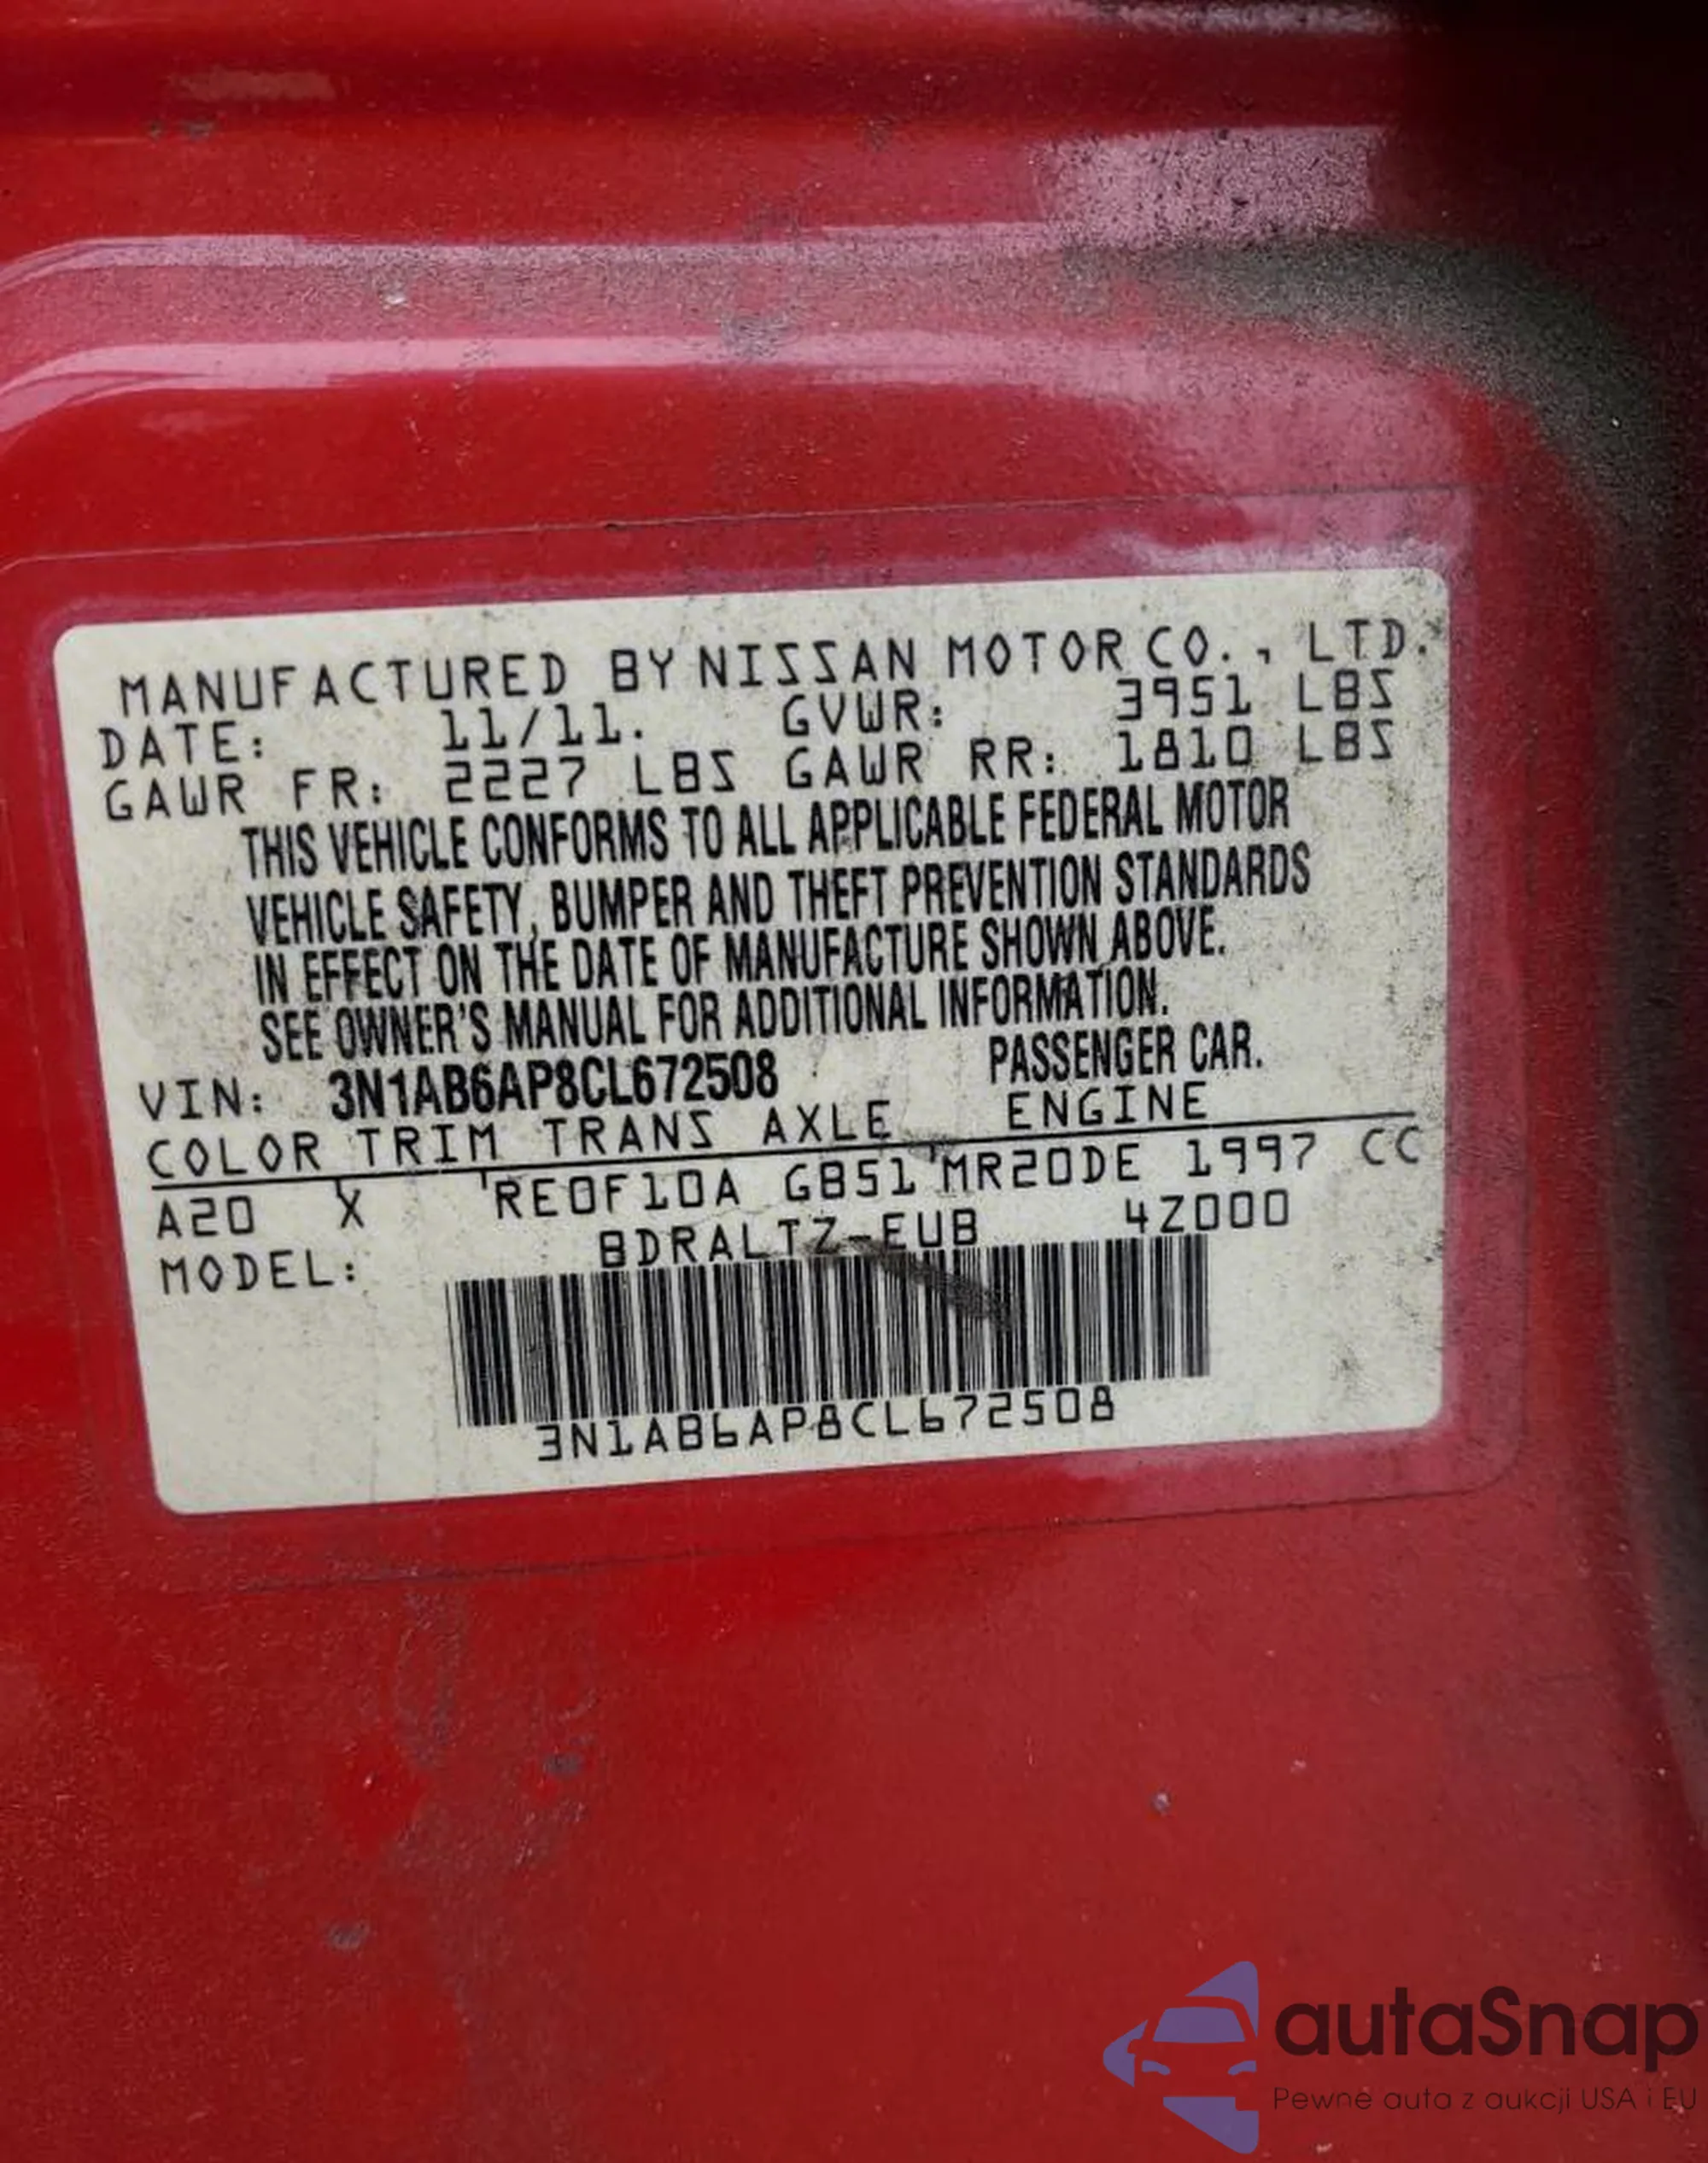 MANUFACTURED BY NISSAN MOTOR CO., LTD.
DATE: 11/11. GVWR: 3951 LBS
GAWR FR: 2227 LBS GAWR RR: 1810 LBS
THIS VEHICLE CONFORMS TO ALL APPLICABLE FEDERAL MOTOR
VEHICLE SAFETY, BUMPER AND THEFT PREVENTION STANDARDS
IN EFFECT ON THE DATE OF MANUFACTURE SHOWN ABOVE.
SEE OWNER'S MANUAL FOR ADDITIONAL INFORMATION.
VIN: 3N1AB6AP8CL672508 PASSENGER CAR.
COLOR TRIM TRANS AXLE ENGINE
A20 X RE0F10A GB51 MR20DE 1997 CC
MODEL: BDRALTZ-EUB 4Z000
3N1AB6AP8CL672508
autaSnap
Pewne auta z aukcji USA i EU